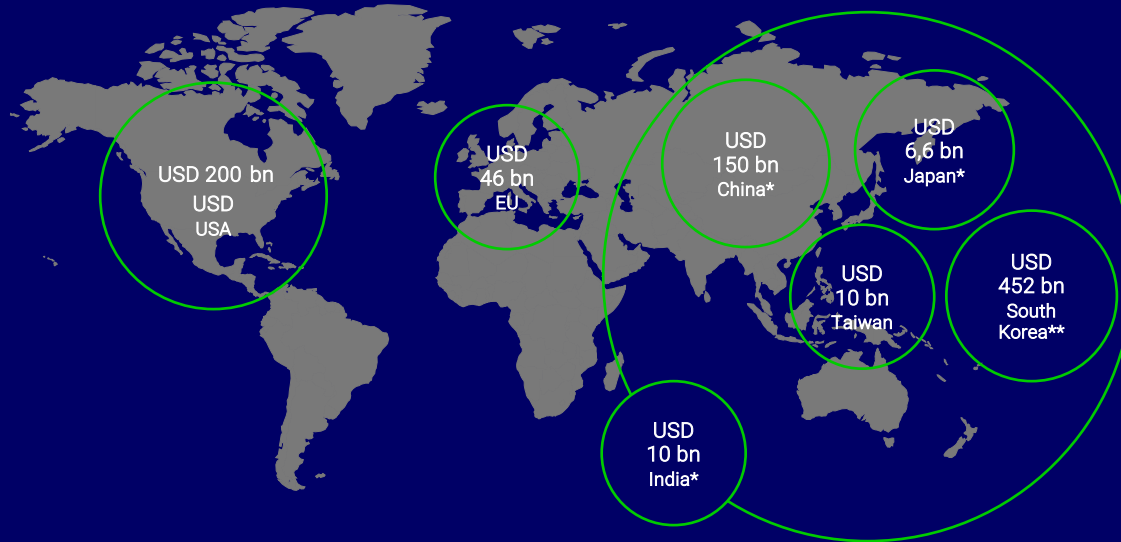 USD 200 bn
USD
USA
USD
46 bn
EU
USD
150 bn
China*
USD
6,6 bn
Japan*
USD
10 bn
Taiwan
USD
452 bn
South
Korea**
USD
10 bn
India*